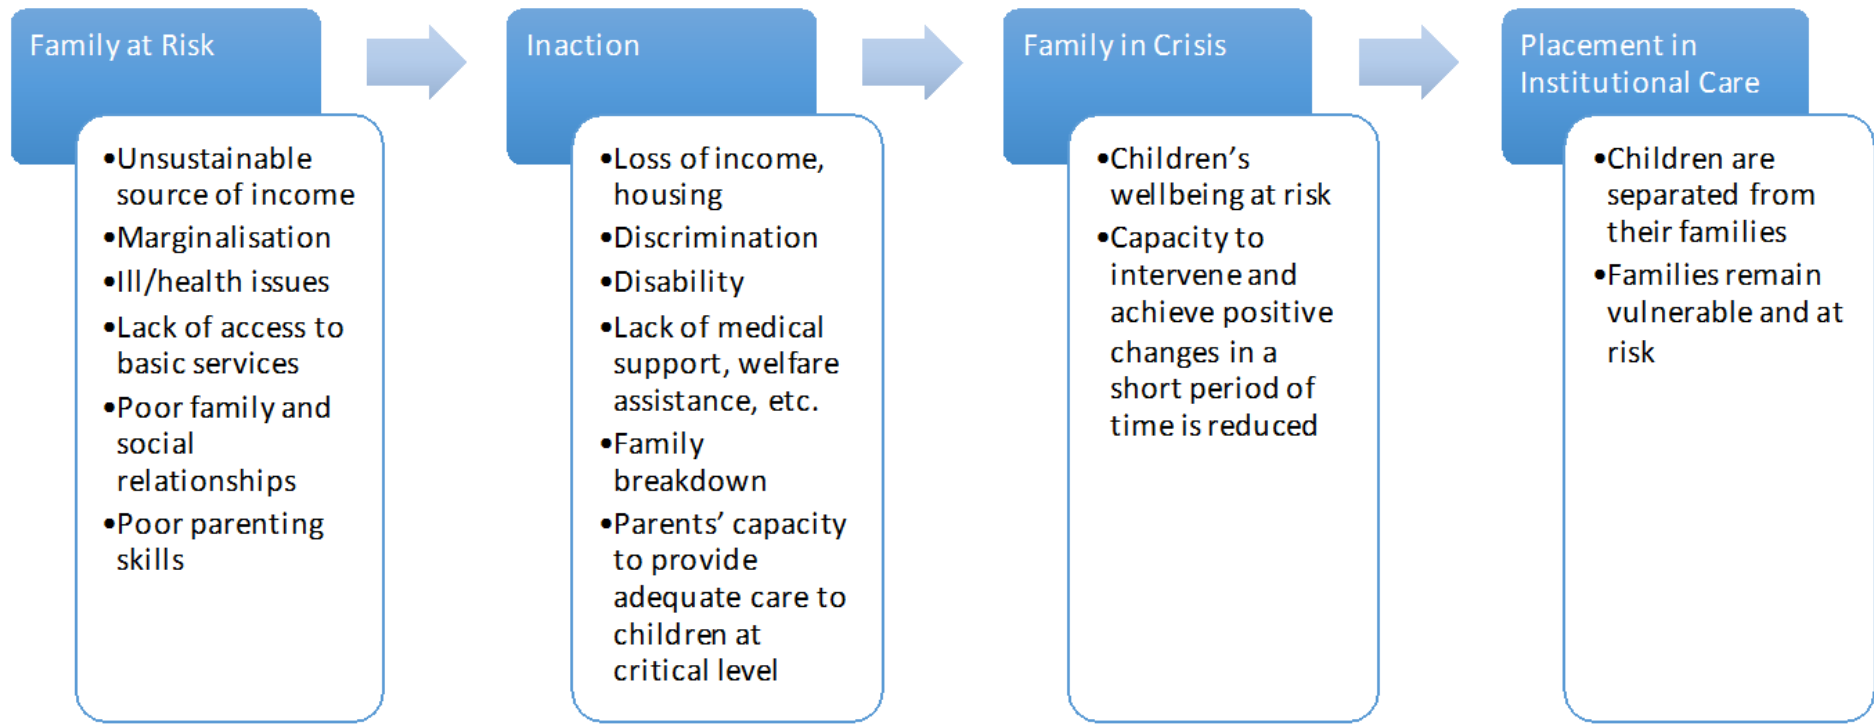 Family at Risk
•Unsustainable
source of income
•Marginalisation
•Ill/health issues
•Lack of access to
basic services
•Poor family and
social
relationships
•Poor parenting
skills
Inaction
•Loss of income,
housing
•Discrimination
•Disability
•Lack of medical
support, welfare
assistance, etc.
•Family
breakdown
•Parents’ capacity
to provide
adequate care to
children at
critical level
Family in Crisis
•Children’s
wellbeing at risk
•Capacity to
intervene and
achieve positive
changes in a
short period of
time is reduced
Placement in
Institutional Care
•Children are
separated from
their families
•Families remain
vulnerable and at
risk